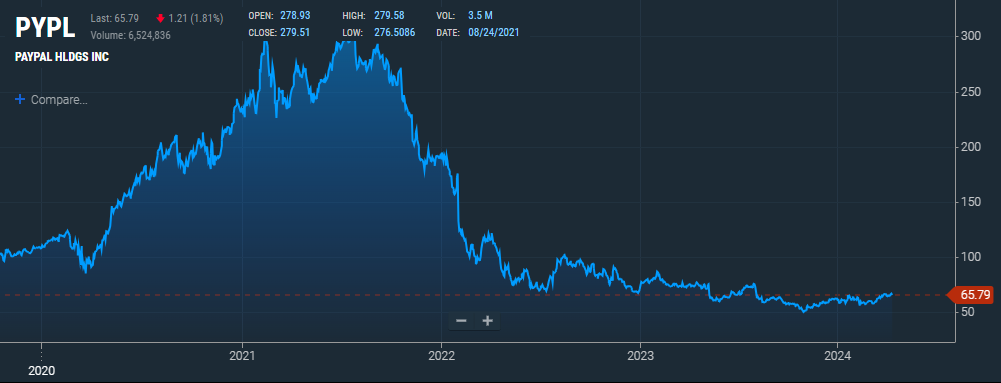 PYPL Last: 65.79 1.21 (1.81%) OPEN: 278.93 HIGH: 279.58 VOL: 3.5 M
Volume: 6,524,836 CLOSE: 279.51 LOW: 276.5086 DATE: 08/24/2021
PAYPAL HLDGS INC
+ Compare...
300
250
200
150
100
65.79
50
− +
2020 2021 2022 2023 2024